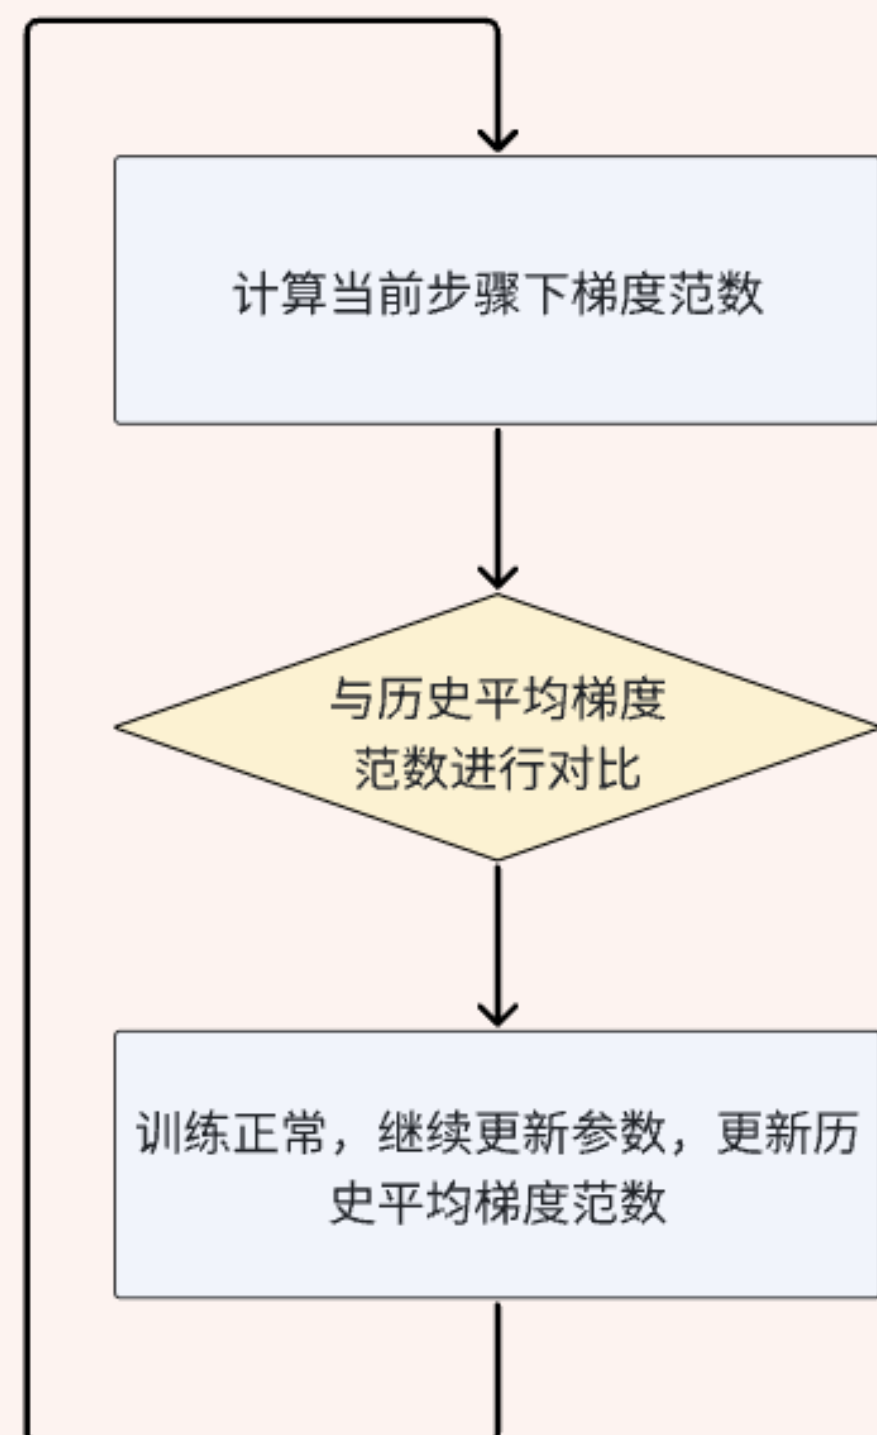 计算当前步骤下梯度范数
与历史平均梯度
范数进行对比
训练正常，继续更新参数，更新历
史平均梯度范数